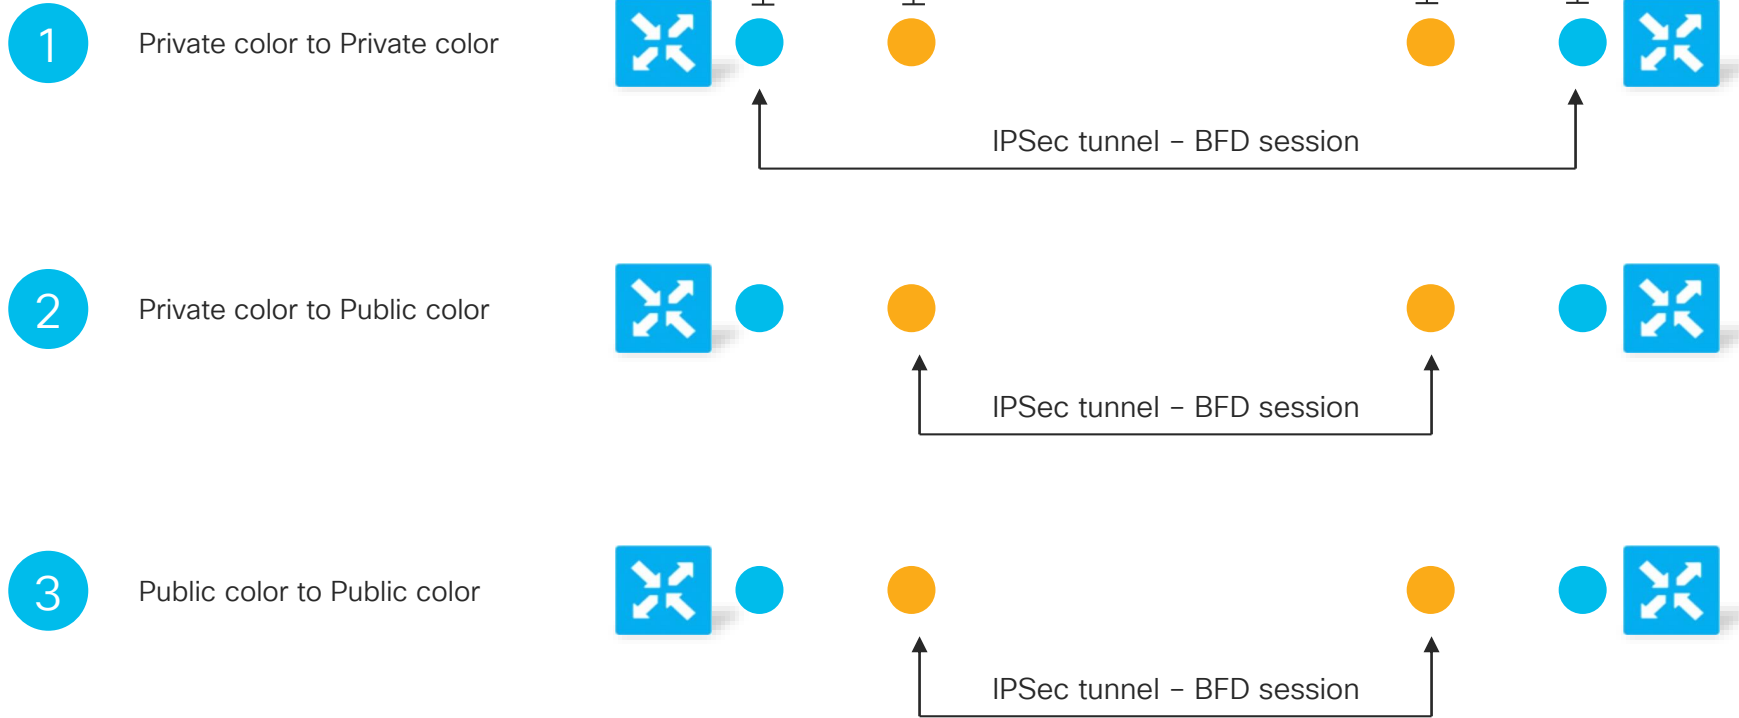 1
Private color to Private color
IPSec tunnel – BFD session
2
Private color to Public color
IPSec tunnel – BFD session
3
Public color to Public color
IPSec tunnel – BFD session